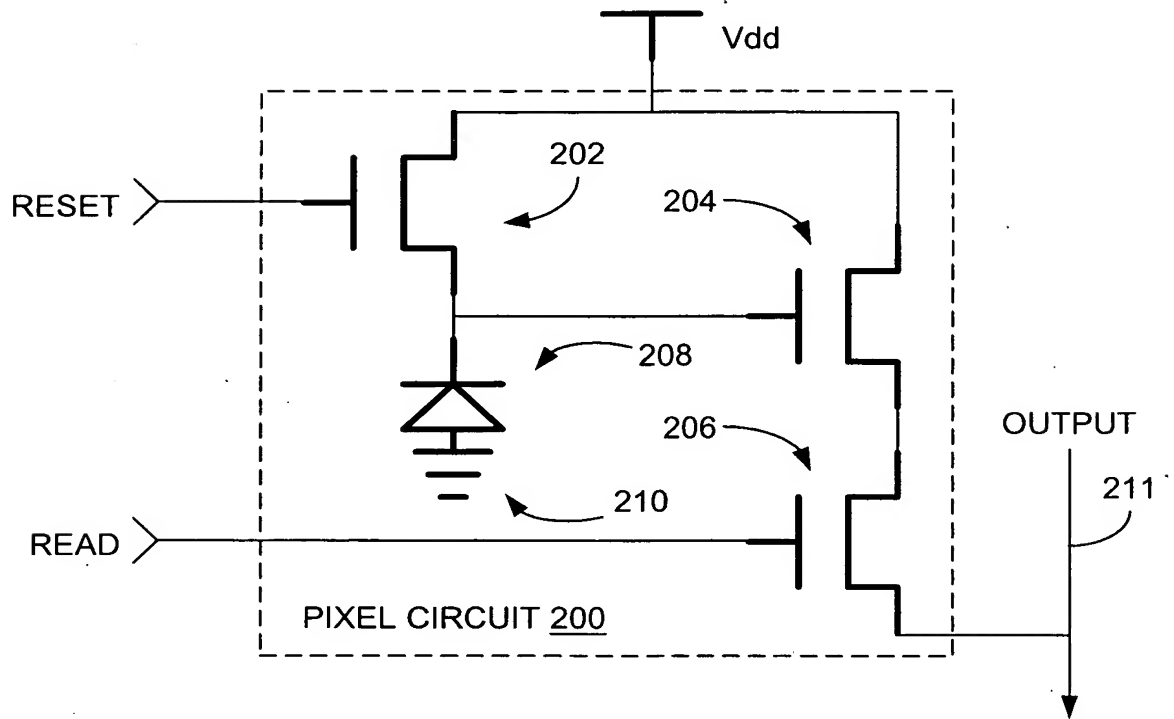 Vdd
202
RESET
204
208
206
OUTPUT
211
210
READ
PIXEL CIRCUIT 200